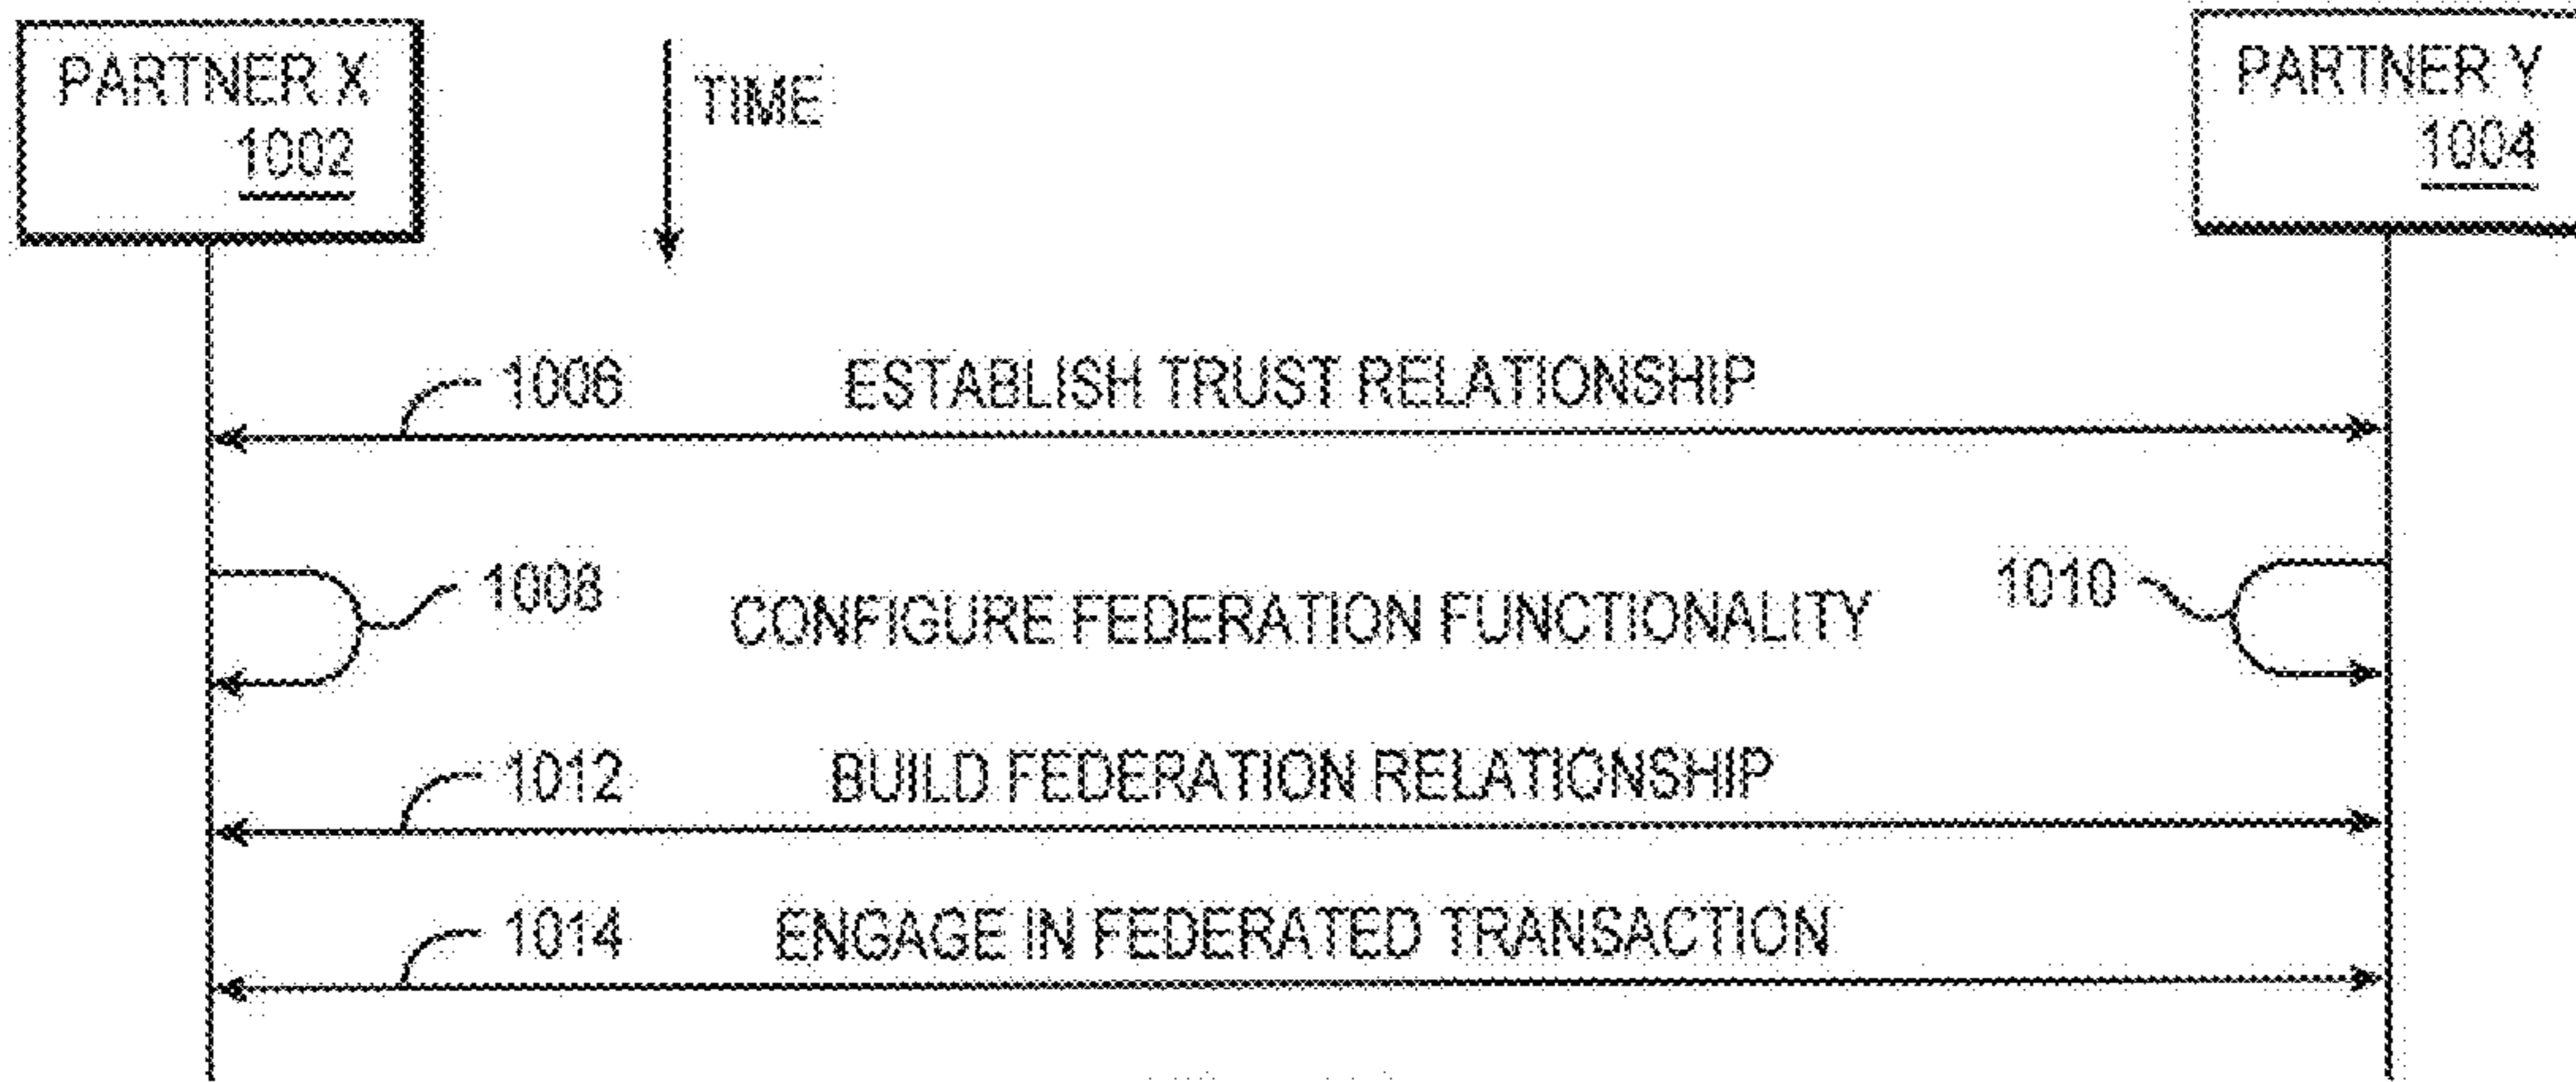 PARTNER X
1002
TIME
PARTNER Y
1004
1006
ESTABLISH TRUST RELATIONSHIP
1008
CONFIGURE FEDERATION FUNCTIONALITY
1010
1012
BUILD FEDERATION RELATIONSHIP
1014
ENGAGE IN FEDERATED TRANSACTION